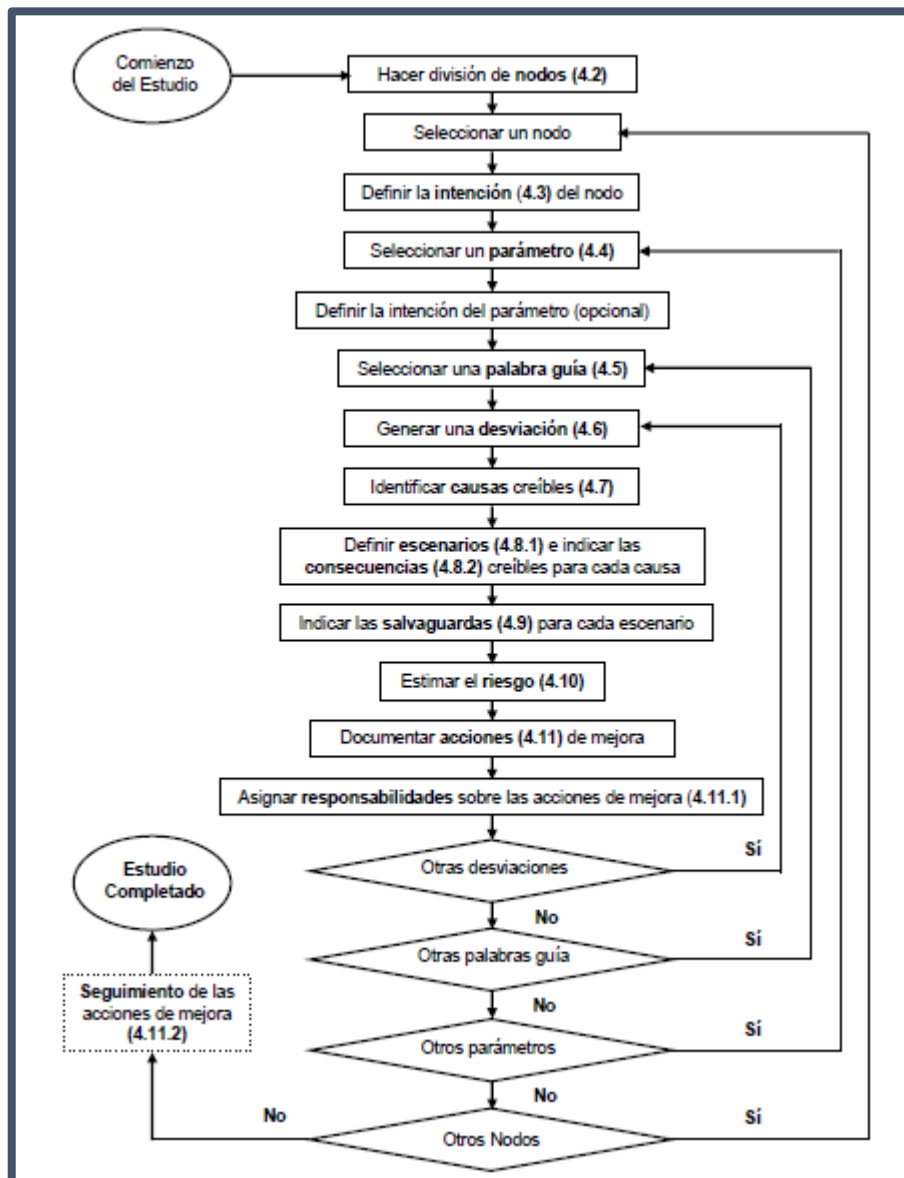 Comienzo
del Estudio
Hacer división de nodos (4.2)
Seleccionar un nodo
Definir la intención (4.3) del nodo
Seleccionar un parámetro (4.4)
Definir la intención del parámetro (opcional)
Seleccionar una palabra guía (4.5)
Generar una desviación (4.6)
Identificar causas creíbles (4.7)
Definir escenarios (4.8.1) e indicar las
consecuencias (4.8.2) creíbles para cada causa
Indicar las salvaguardas (4.9) para cada escenario
Estimar el riesgo (4.10)
Documentar acciones (4.11) de mejora
Asignar responsabilidades sobre las acciones de mejora (4.11.1)
Otras desviaciones
Sí
No
Otras palabras guía
Sí
No
Otros parámetros
Sí
No
Otros Nodos
Sí
No
Seguimiento de las
acciones de mejora
(4.11.2)
Estudio
Completado